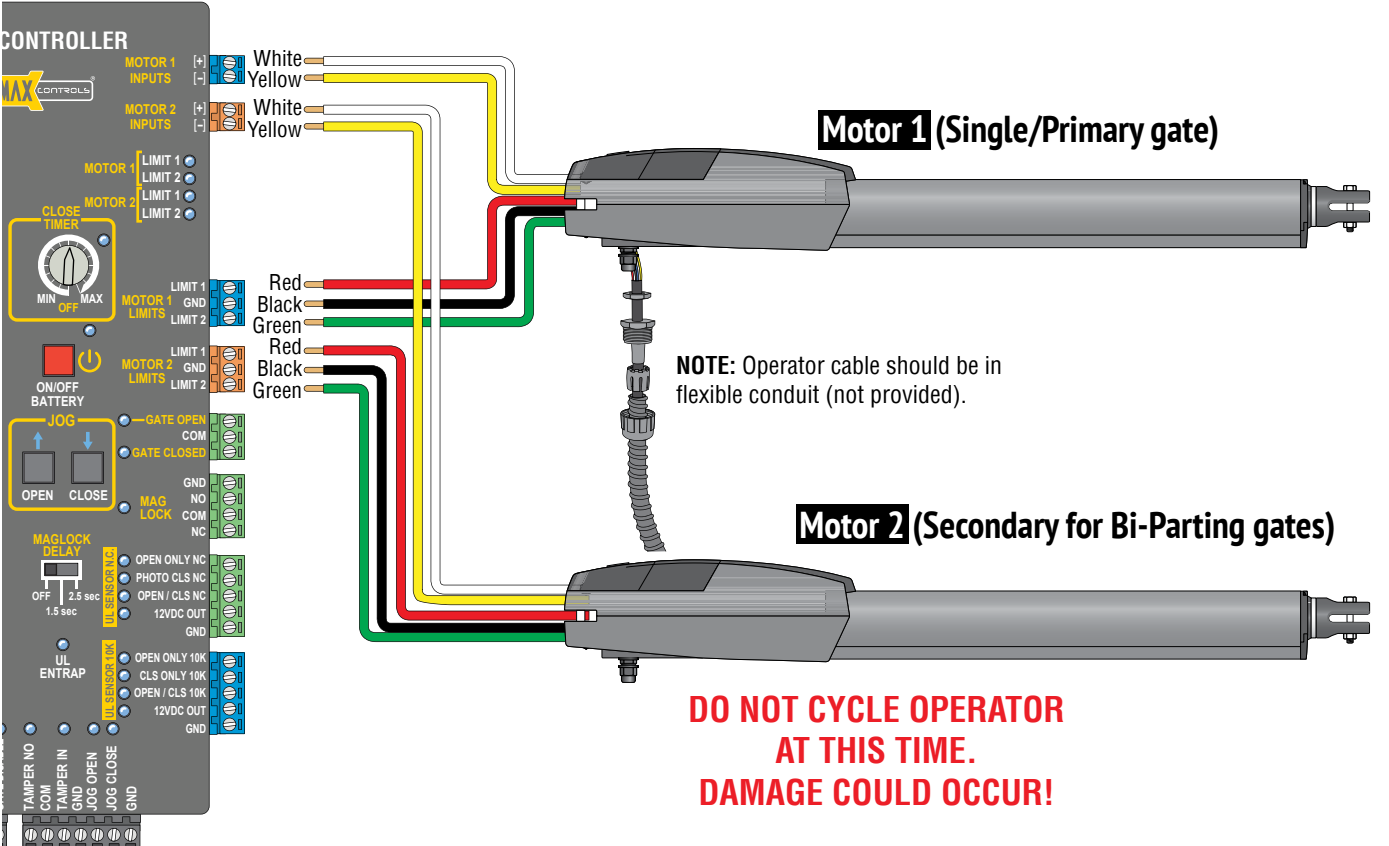 CONTROLLER
MAX CONTROLS
MOTOR 1 [+]
INPUTS [–]
White
Yellow
MOTOR 2 [+]
INPUTS [–]
White
Yellow
MOTOR 1
LIMIT 1
LIMIT 2
MOTOR 2
LIMIT 1
LIMIT 2
CLOSE
TIMER
MIN
OFF
MAX
MOTOR 1
LIMITS
LIMIT 1
GND
LIMIT 2
Red
Black
Green
MOTOR 2
LIMITS
LIMIT 1
GND
LIMIT 2
Red
Black
Green
ON/OFF
BATTERY
JOG
OPEN
CLOSE
GATE OPEN
COM
GATE CLOSED
MAG
LOCK
GND
NO
COM
NC
MAGLOCK
DELAY
OFF
1.5 sec
2.5 sec
UL SENSOR N.C.
OPEN ONLY NC
PHOTO CLS NC
OPEN / CLS NC
12VDC OUT
GND
UL
ENTRAP
UL SENSOR 10K
OPEN ONLY 10K
CLS ONLY 10K
OPEN / CLS 10K
12VDC OUT
GND
TAMPER NO
COM
TAMPER IN
GND
JOG OPEN
JOG CLOSE
GND
Motor 1 (Single/Primary gate)
NOTE: Operator cable should be in
flexible conduit (not provided).
Motor 2 (Secondary for Bi-Parting gates)
DO NOT CYCLE OPERATOR
AT THIS TIME.
DAMAGE COULD OCCUR!